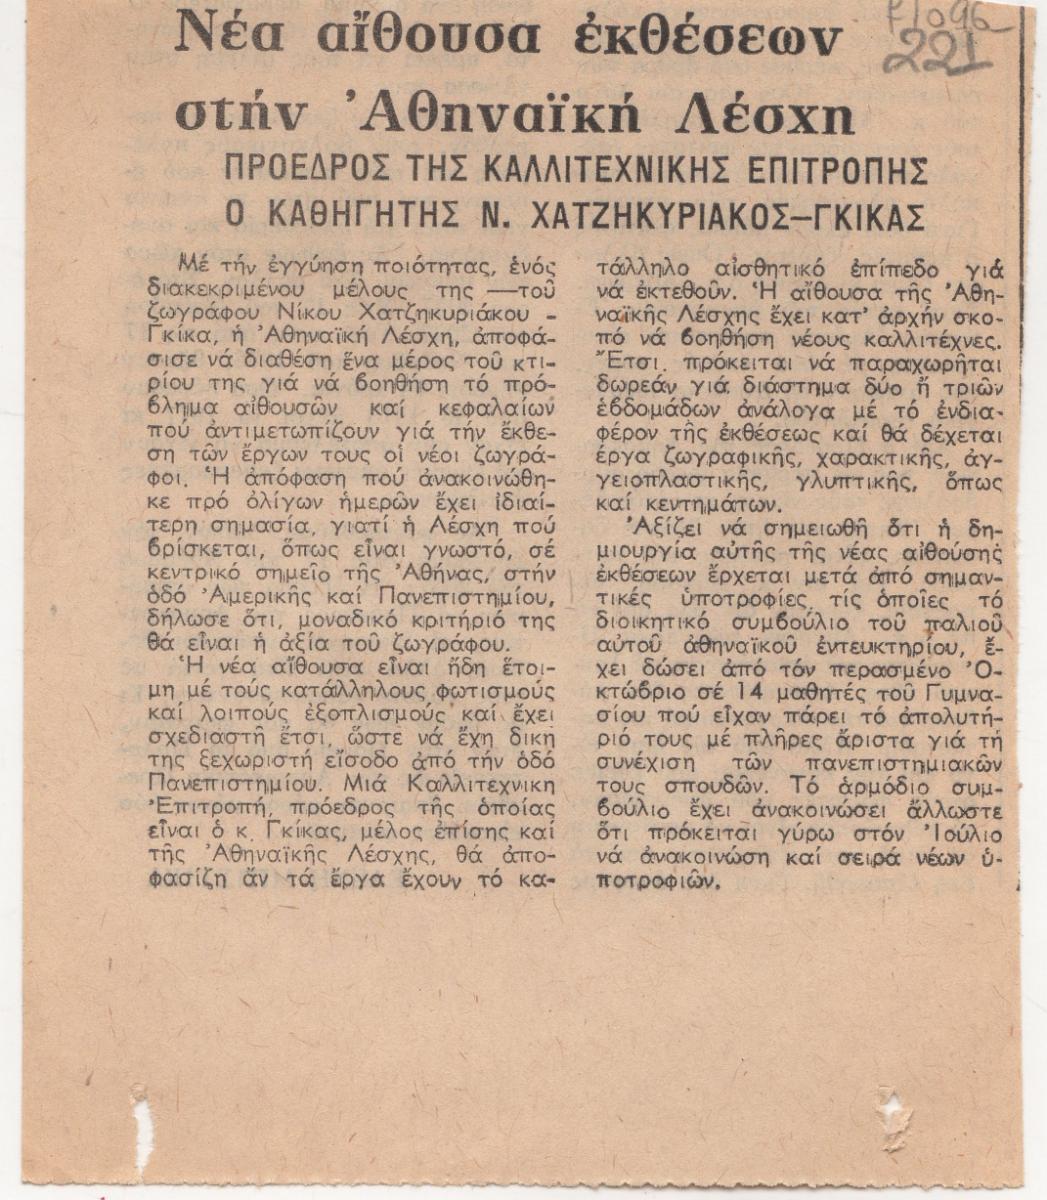 Νέα αἴθουσα ἐκθέσεων
στήν Ἀθηναϊκή Λέσχη
ΠΡΟΕΔΡΟΣ ΤΗΣ ΚΑΛΛΙΤΕΧΝΙΚΗΣ ΕΠΙΤΡΟΠΗΣ
Ο ΚΑΘΗΓΗΤΗΣ Ν. ΧΑΤΖΗΚΥΡΙΑΚΟΣ–ΓΚΙΚΑΣ
221
Μέ τήν ἐγγύηση ποιότητας, ἑνός
διακεκριμένου μέλους της —τοῦ
ζωγράφου Νίκου Χατζηκυριάκου -
Γκίκα, ἡ Ἀθηναϊκή Λέσχη, ἀποφά-
σισε νά διαθέση ἕνα μέρος τοῦ κτι-
ρίου της γιά νά βοηθήση τό πρό-
βλημα αἰθουσῶν καί κεφαλαίων
πού ἀντιμετωπίζουν γιά τήν ἔκθε-
ση τῶν ἔργων τους οἱ νέοι ζωγρά-
φοι. Ἡ ἀπόφαση πού ἀνακοινώθη-
κε πρό ὀλίγων ἡμερῶν ἔχει ἰδιαί-
τερη σημασία, γιατί ἡ Λέσχη πού
βρίσκεται, ὅπως εἶναι γνωστό, σέ
κεντρικό σημεῖο τῆς Ἀθήνας, στήν
ὁδό Ἀμερικῆς καί Πανεπιστημίου,
δήλωσε ὅτι, μοναδικό κριτήριό της
θά εἶναι ἡ ἀξία τοῦ ζωγράφου.
Ἡ νέα αἴθουσα εἶναι ἤδη ἕτοι-
μη μέ τούς κατάλληλους φωτισμούς
καί λοιπούς ἐξοπλισμούς καί ἔχει
σχεδιαστῆ ἔτσι, ὥστε νά ἔχη δική
της ξεχωριστή εἴσοδο ἀπό τήν ὁδό
Πανεπιστημίου. Μιά Καλλιτεχνική
Ἐπιτροπή, πρόεδρος τῆς ὁποίας
εἶναι ὁ κ. Γκίκας, μέλος ἐπίσης καί
τῆς Ἀθηναϊκῆς Λέσχης, θά ἀπο-
φασίζη ἄν τά ἔργα ἔχουν τό κα-
τάλληλο αἰσθητικό ἐπίπεδο γιά
νά ἐκτεθοῦν. Ἡ αἴθουσα τῆς Ἀθη-
ναϊκῆς Λέσχης ἔχει κατ' ἀρχήν σκο-
πό νά βοηθήση νέους καλλιτέχνες.
Ἔτσι πρόκειται νά παραχωρῆται
δωρεάν γιά διάστημα δύο ἤ τριῶν
ἑβδομάδων ἀνάλογα μέ τό ἐνδια-
φέρον τῆς ἐκθέσεως καί θά δέχεται
ἔργα ζωγραφικῆς, χαρακτικῆς, ἀγ-
γειοπλαστικῆς, γλυπτικῆς, ὅπως
καί κεντημάτων.
Ἀξίζει νά σημειωθῆ ὅτι ἡ δη-
μιουργία αὐτῆς τῆς νέας αἰθούσης
ἐκθέσεων ἔρχεται μετά ἀπό σημαν-
τικές ὑποτροφίες τίς ὁποῖες τό
διοικητικό συμβούλιο τοῦ παλιοῦ
αὐτοῦ ἀθηναϊκοῦ ἐντευκτηρίου, ἔ-
χει δώσει ἀπό τόν περασμένο Ὀ-
κτώβριο σέ 14 μαθητές τοῦ Γυμνα-
σίου πού εἶχαν πάρει τό ἀπολυτή-
ριό τους μέ πλῆρες ἄριστα γιά τή
συνέχιση τῶν πανεπιστημιακῶν
τους σπουδῶν. Τό ἁρμόδιο συμ-
βούλιο ἔχει ἀνακοινώσει ἄλλωστε
ὅτι πρόκειται γύρω στόν Ἰούλιο
νά ἀνακοινώση καί σειρά νέων ὑ-
ποτροφιῶν.